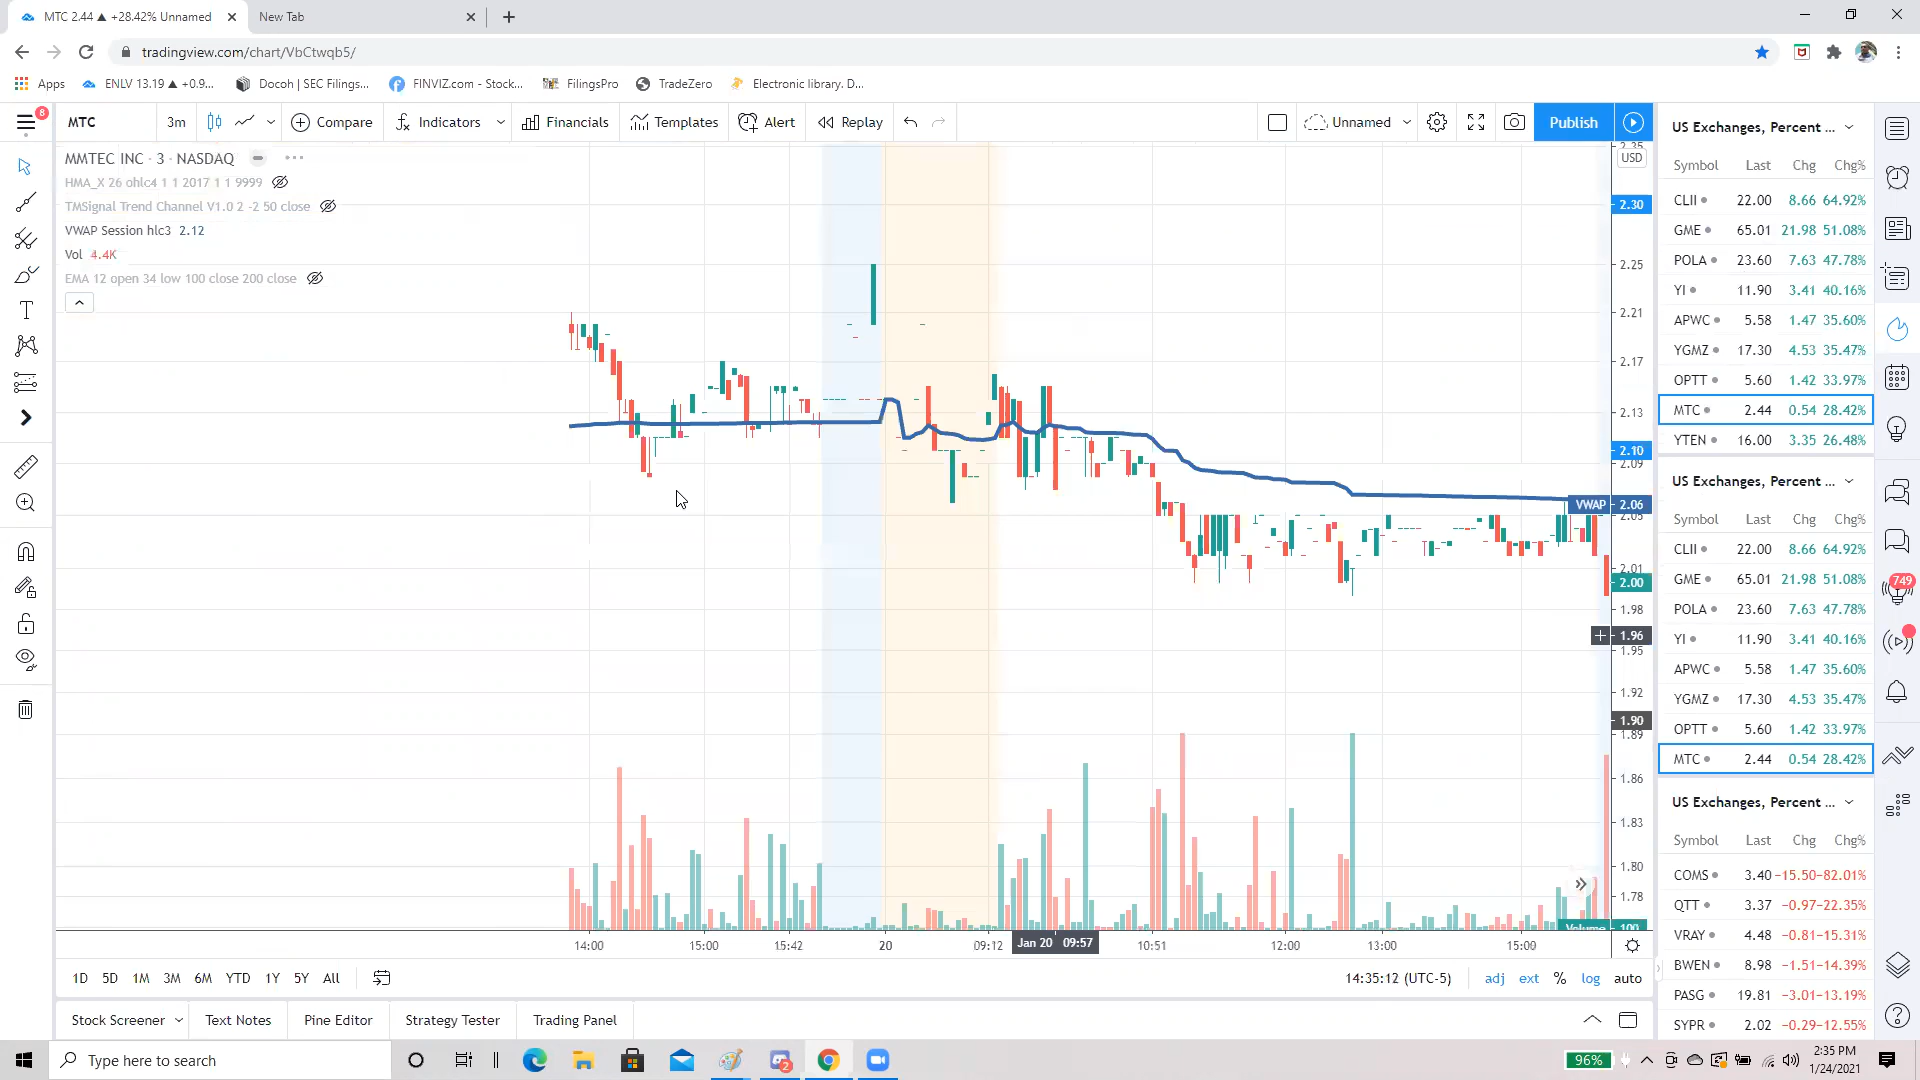 MTC 2.44 ▲ +28.42% Unnamed
New Tab
tradingview.com/chart/VbCtwqb5/
Apps
ENLV 13.19 ▲ +0.9...
Docoh | SEC Filings...
FINVIZ.com - Stock...
FilingsPro
TradeZero
Electronic library. D...
8
MTC
3m
Compare
Indicators
Financials
Templates
Alert
Replay
Unnamed
Publish
MMTEC INC · 3 · NASDAQ
HMA_X 26 ohlc4 1 1 2017 1 1 9999
TMSignal Trend Channel V1.0 2 -2 50 close
VWAP Session hlc3 2.12
Vol 4.4K
EMA 12 open 34 low 100 close 200 close
2.35
USD
2.30
2.25
2.21
2.17
2.13
2.10
2.09
VWAP 2.06
2.05
2.01
2.00
1.98
1.96
1.95
1.92
1.90
1.89
1.86
1.83
1.80
1.78
Volume 100
14:00 15:00 15:42 20 09:12 Jan 20 09:57 10:51 12:00 13:00 15:00
1D 5D 1M 3M 6M YTD 1Y 5Y All
14:35:12 (UTC-5) adj ext % log auto
Stock Screener
Text Notes
Pine Editor
Strategy Tester
Trading Panel
US Exchanges, Percent ...
Symbol Last Chg Chg%
CLII 22.00 8.66 64.92%
GME 65.01 21.98 51.08%
POLA 23.60 7.63 47.78%
YI 11.90 3.41 40.16%
APWC 5.58 1.47 35.60%
YGMZ 17.30 4.53 35.47%
OPTT 5.60 1.42 33.97%
MTC 2.44 0.54 28.42%
YTEN 16.00 3.35 26.48%
US Exchanges, Percent ...
Symbol Last Chg Chg%
CLII 22.00 8.66 64.92%
GME 65.01 21.98 51.08%
POLA 23.60 7.63 47.78%
YI 11.90 3.41 40.16%
APWC 5.58 1.47 35.60%
YGMZ 17.30 4.53 35.47%
OPTT 5.60 1.42 33.97%
MTC 2.44 0.54 28.42%
US Exchanges, Percent ...
Symbol Last Chg Chg%
COMS 3.40 −15.50 −82.01%
QTT 3.37 −0.97 −22.35%
VRAY 4.48 −0.81 −15.31%
BWEN 8.98 −1.51 −14.39%
PASG 19.81 −3.01 −13.19%
SYPR 2.02 −0.29 −12.55%
749
Type here to search
2
96%
2:35 PM
1/24/2021